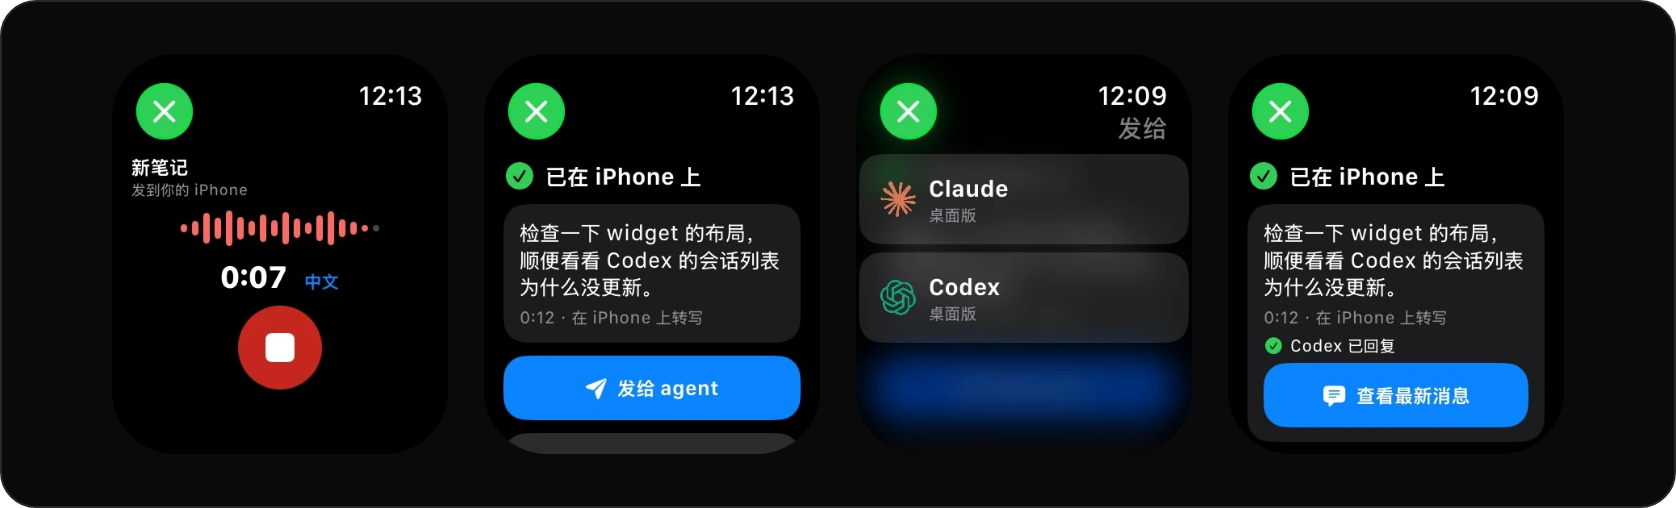 12:13
新笔记
发到你的 iPhone
0:07 中文
12:13
已在 iPhone 上
检查一下 widget 的布局，
顺便看看 Codex 的会话列表
为什么没更新。
0:12 · 在 iPhone 上转写
发给 agent
12:09
发给
Claude
桌面版
Codex
桌面版
12:09
已在 iPhone 上
检查一下 widget 的布局，
顺便看看 Codex 的会话列表
为什么没更新。
0:12 · 在 iPhone 上转写
Codex 已回复
查看最新消息